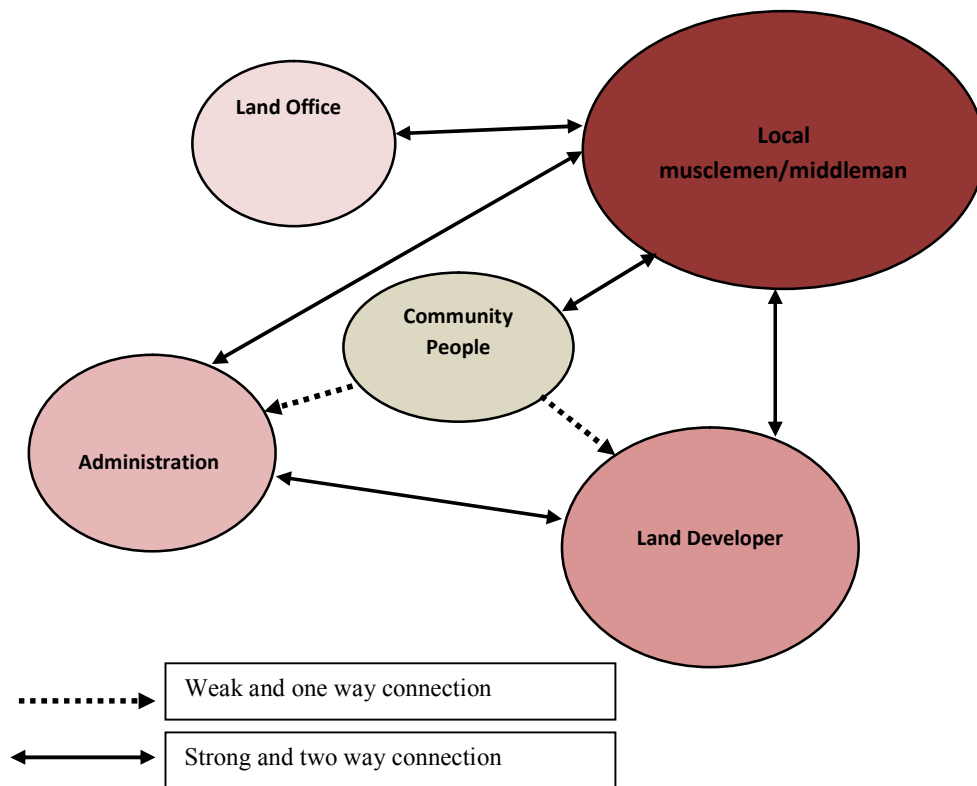 Land Office
Local
musclemen/middleman
Community
People
Administration
Land Developer
Weak and one way connection
Strong and two way connection